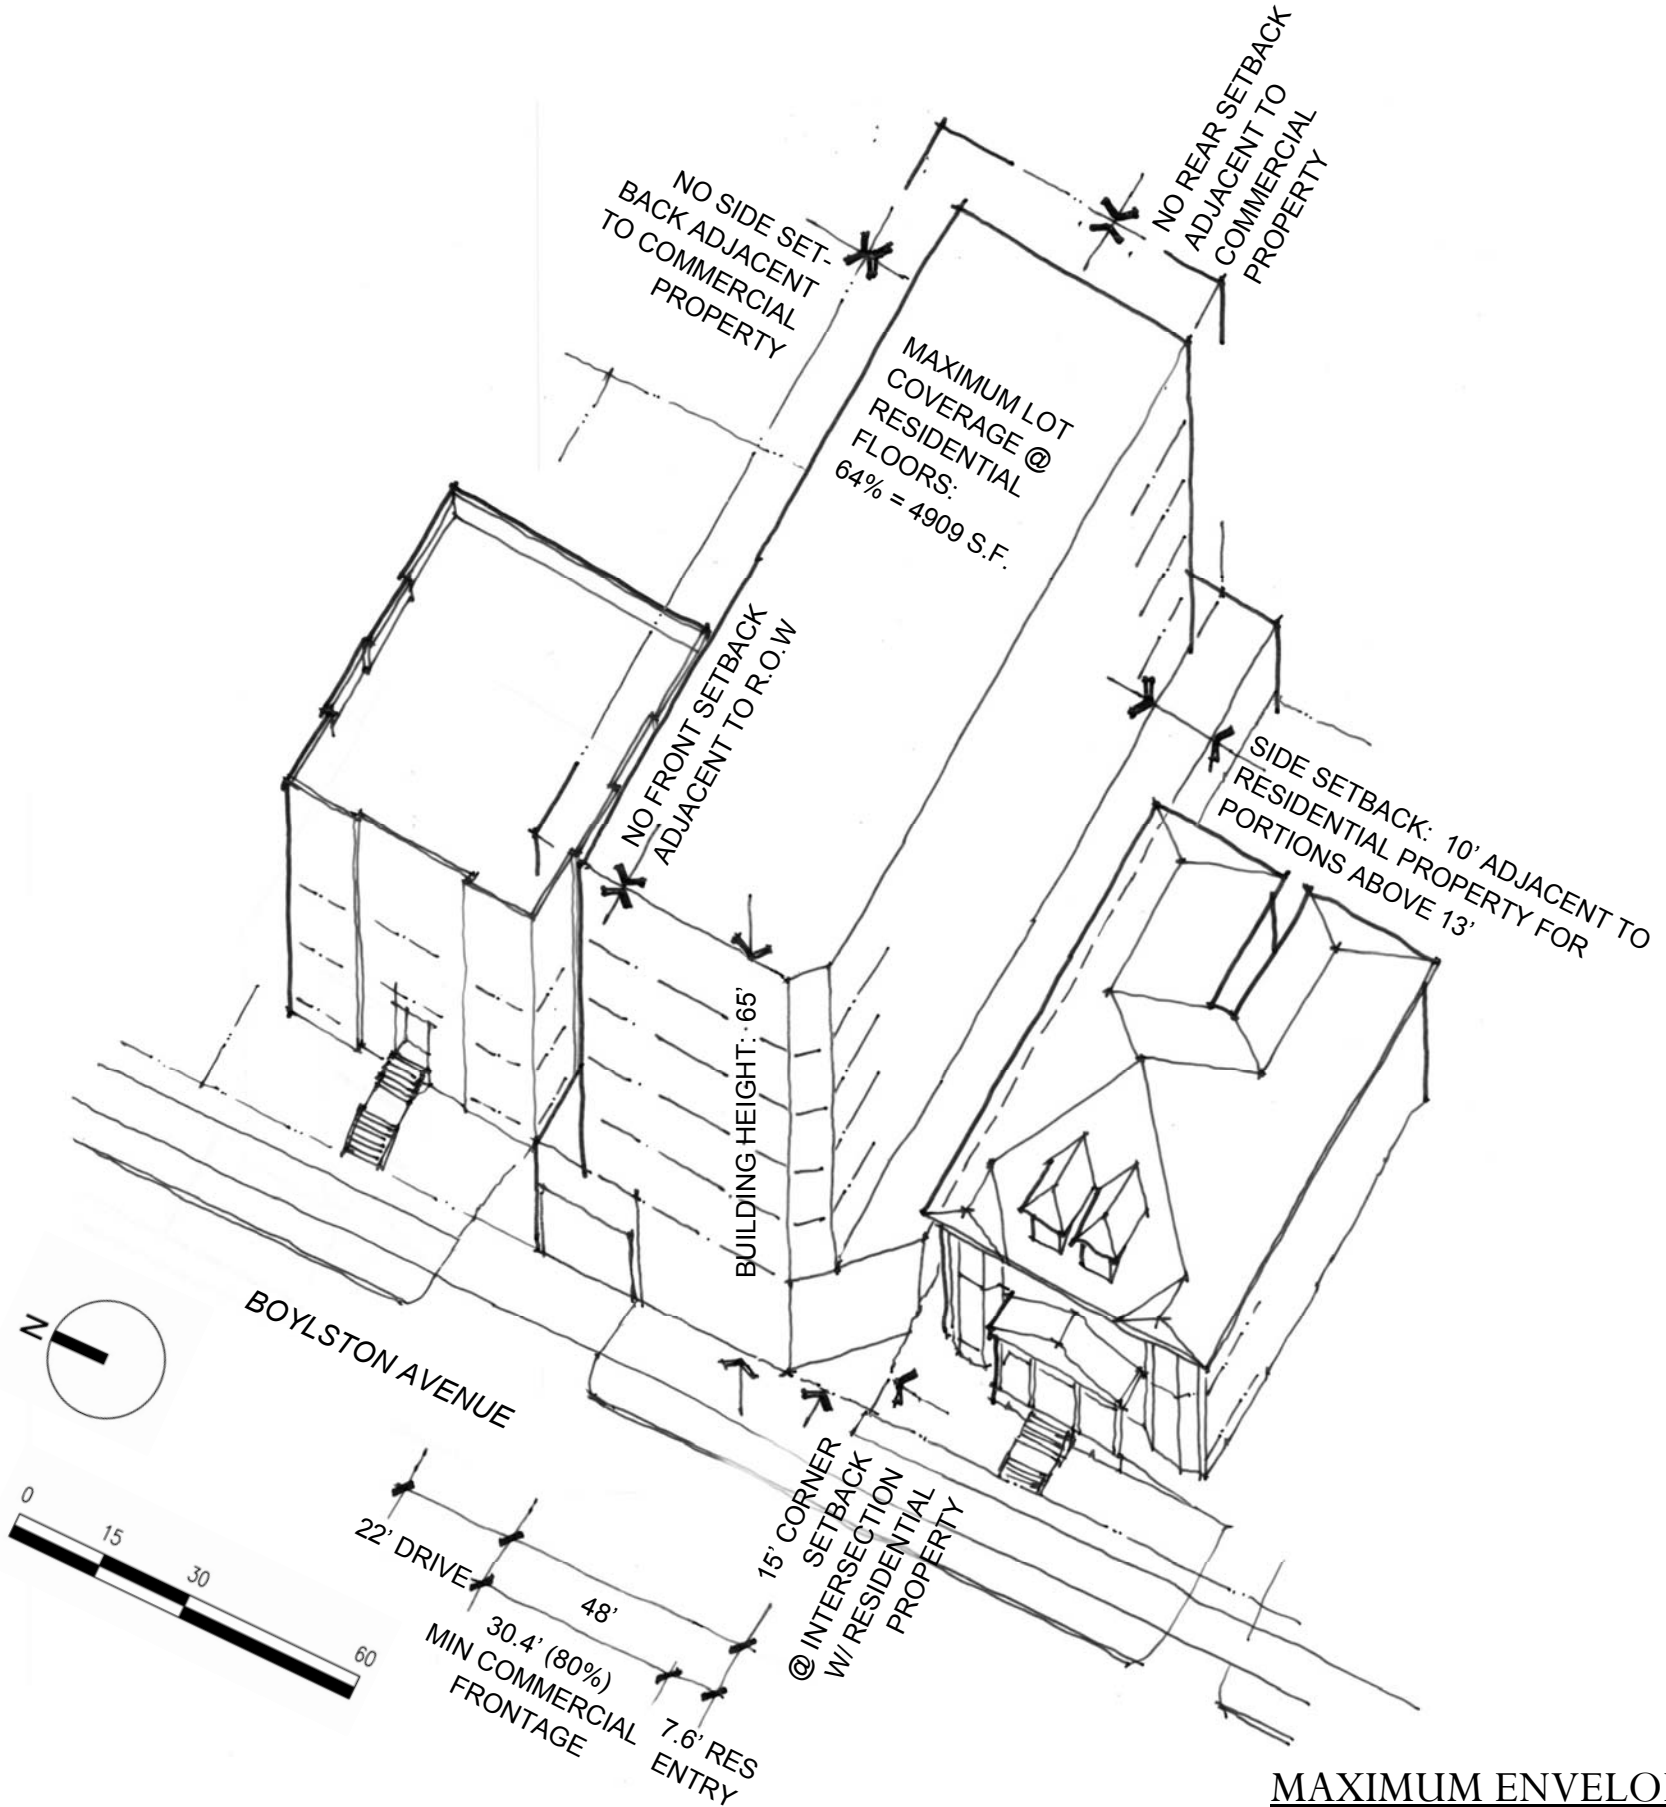 NO REAR SETBACK
ADJACENT TO
COMMERCIAL
PROPERTY
NO SIDE SET-
BACK ADJACENT
TO COMMERCIAL
PROPERTY
MAXIMUM LOT
COVERAGE @
RESIDENTIAL
FLOORS:
64% = 4909 S.F.
NO FRONT SETBACK
ADJACENT TO R.O.W
SIDE SETBACK: 10' ADJACENT TO
RESIDENTIAL PROPERTY FOR
PORTIONS ABOVE 13'
BUILDING HEIGHT: 65'
N
BOYLSTON AVENUE
0
15
30
60
22' DRIVE
48'
30.4' (80%)
MIN COMMERCIAL
FRONTAGE
7.6' RES
ENTRY
15' CORNER
SETBACK
@ INTERSECTION
W/ RESIDENTIAL
PROPERTY
MAXIMUM ENVELO